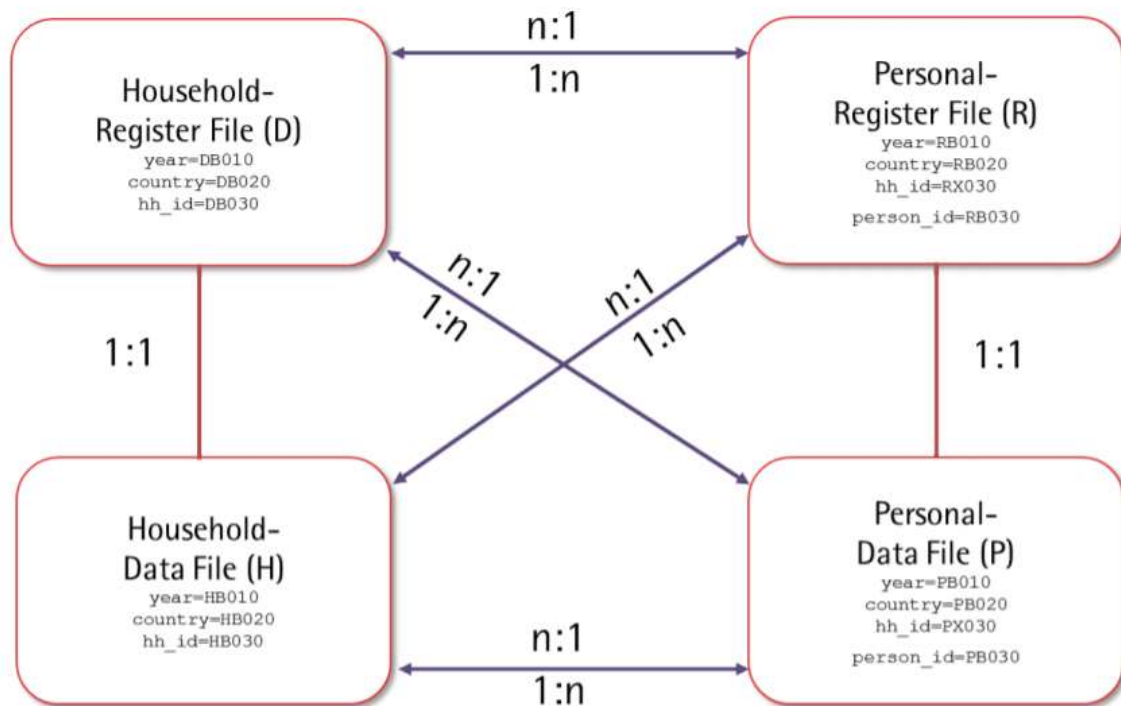 n:1
1:n
Household-
Register File (D)
year=DB010
country=DB020
hh_id=DB030
Personal-
Register File (R)
year=RB010
country=RB020
hh_id=RX030
person_id=RB030
n:1
1:n
n:1
1:n
1:1
1:1
Household-
Data File (H)
year=HB010
country=HB020
hh_id=HB030
Personal-
Data File (P)
year=PB010
country=PB020
hh_id=PX030
person_id=PB030
n:1
1:n